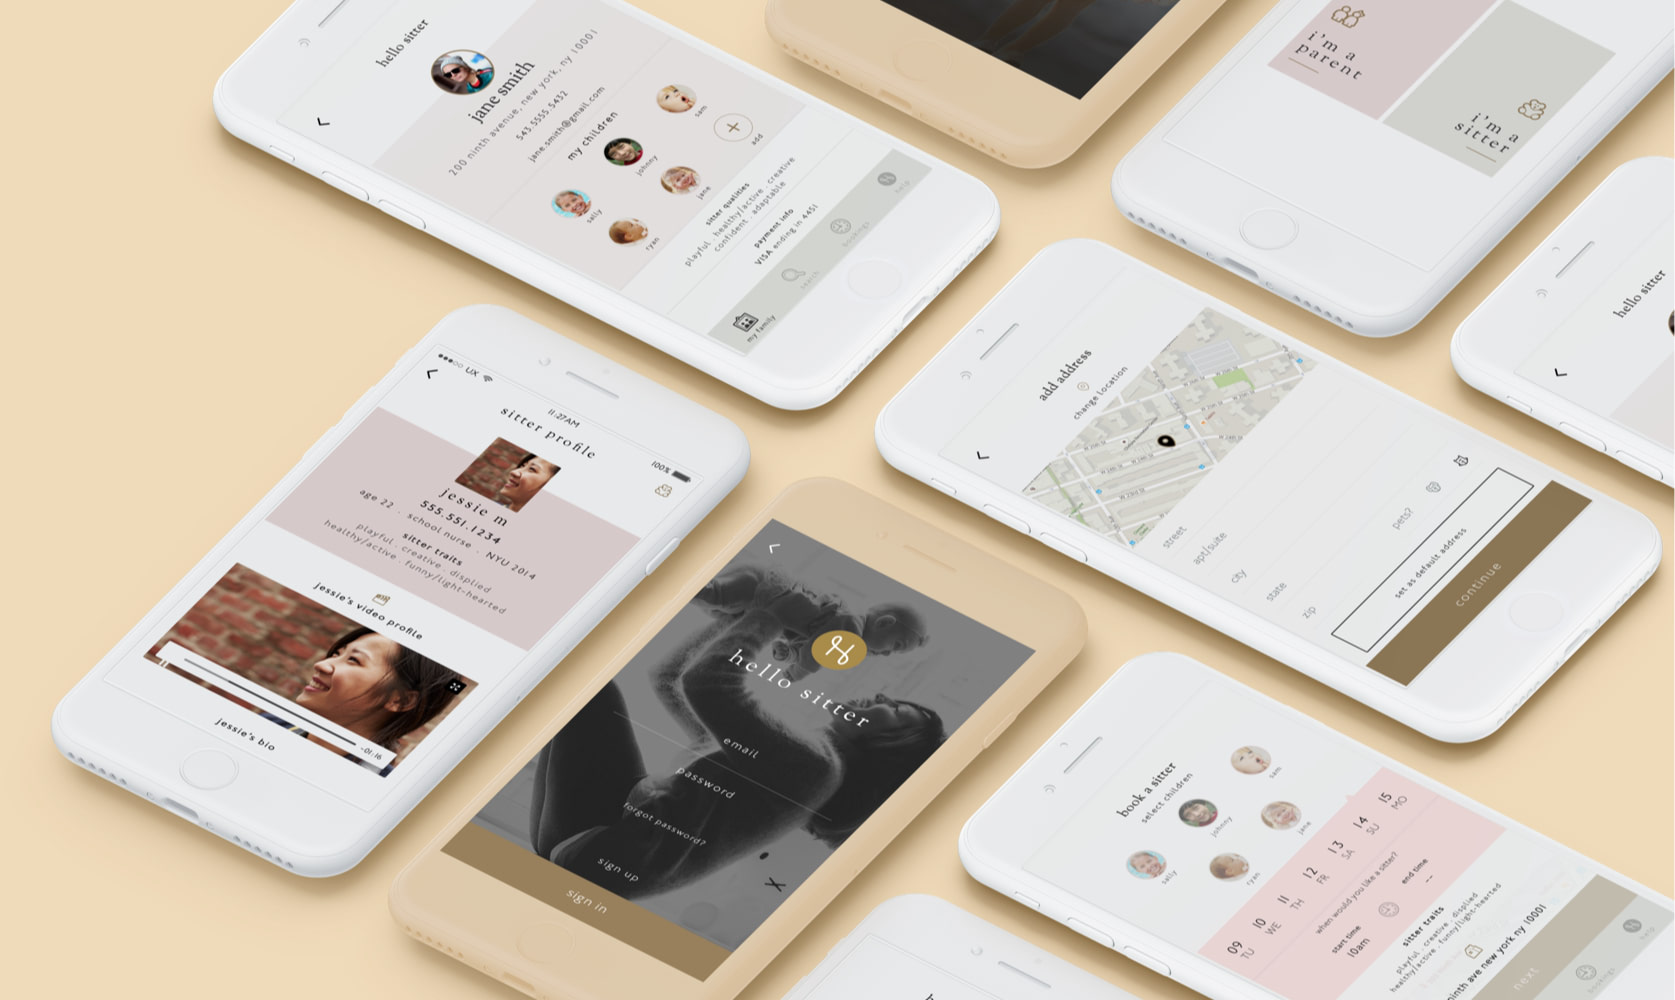 hello sitter
jane smith
200 ninth avenue, new york, ny 10001
543.5555.5432
jane.smith@gmail.com
my children
sam
johnny
add
jane
sally
ryan
sitter qualities
playful . healthy/active . creative
confident . adaptable
payment info
VISA ending in 4451
help
bookings
search
my family
i'm a
parent
i'm a
sitter
hello sitter
UX
11:27AM
100%
sitter profile
jessie m
555.551.1234
age 22 . school nurse . NYU 2014
sitter traits
playful . creative . displied
healthy/active . funny/light-hearted
jessie's video profile
-01:16
jessie's bio
hello sitter
email
password
forgot password?
sign up
sign in
add address
change location
street
apt/suite
city
state
zip
pets?
set as default address
continue
book a sitter
select children
sam
johnny
jane
sally
ryan
09 TU
10 WE
11 TH
12 FR
13 SA
14 SU
15 MO
when would you like a sitter?
start time
10am
end time
--
sitter traits
playful . creative . displied
healthy/active . funny/light-hearted
ninth ave new york ny 10001
next
help
bookings